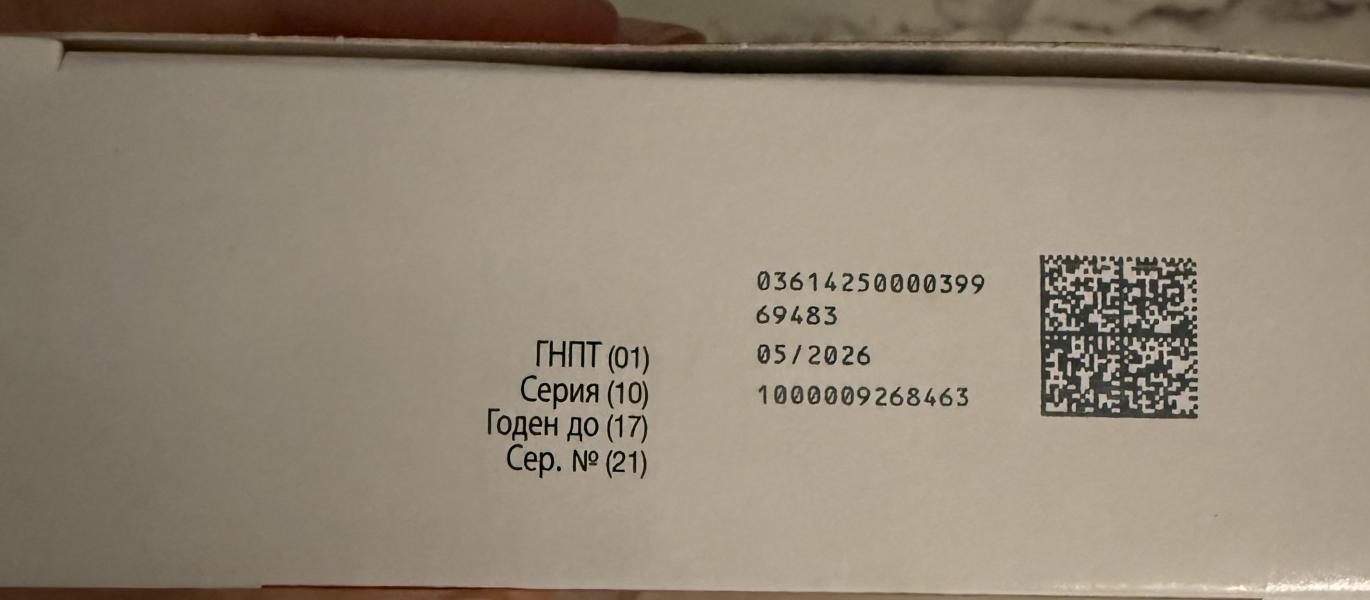 ГНПТ (01)
Серия (10)
Годен до (17)
Сер. № (21)
03614250000399
69483
05/2026
1000009268463